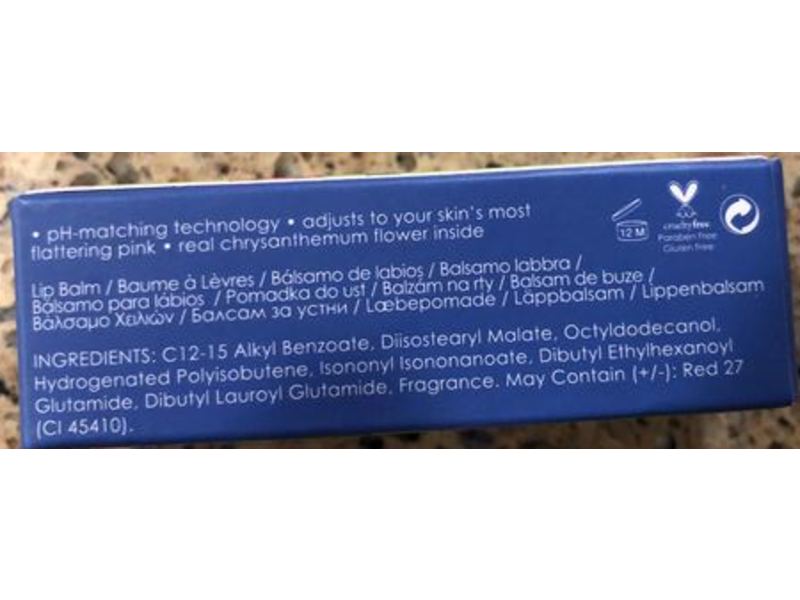 • pH-matching technology • adjusts to your skin's most
flattering pink • real chrysanthemum flower inside
12 M
crueltyfree
Paraben Free
Gluten free
Lip Balm / Baume à Lèvres / Bálsamo de labios / Balsamo labbra /
Bálsamo para lábios / Pomadka do ust / Balzám na rty / Balsam de buze /
Βάλσαμο Χειλιών / Балсам за устни / Læbepomade / Läppbalsam / Lippenbalsam
INGREDIENTS: C12-15 Alkyl Benzoate, Diisostearyl Malate, Octyldodecanol,
Hydrogenated Polyisobutene, Isononyl Isononanoate, Dibutyl Ethylhexanoyl
Glutamide, Dibutyl Lauroyl Glutamide, Fragrance. May Contain (+/-): Red 27
(CI 45410).